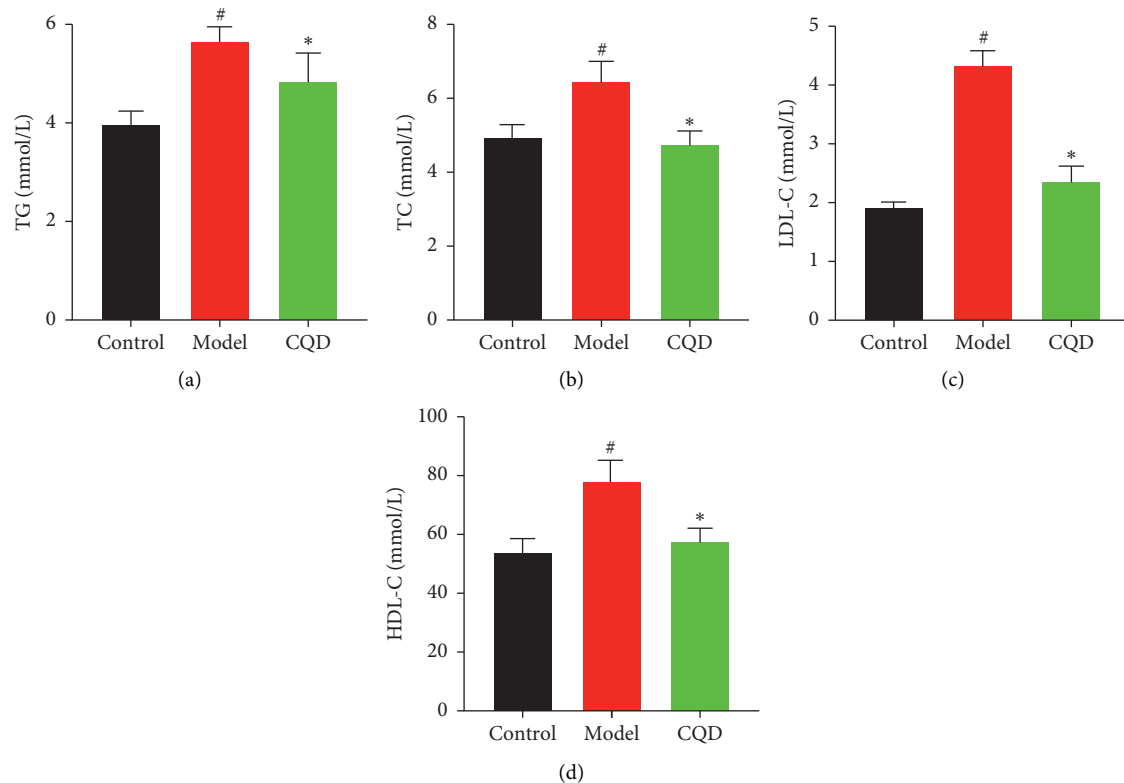 TG (mmol/L)
6
4
2
0
#
*
Control Model CQD
(a)
TC (mmol/L)
8
6
4
2
0
#
*
Control Model CQD
(b)
LDL-C (mmol/L)
5
4
3
2
1
0
#
*
Control Model CQD
(c)
HDL-C (mmol/L)
100
80
60
40
20
0
#
*
Control Model CQD
(d)